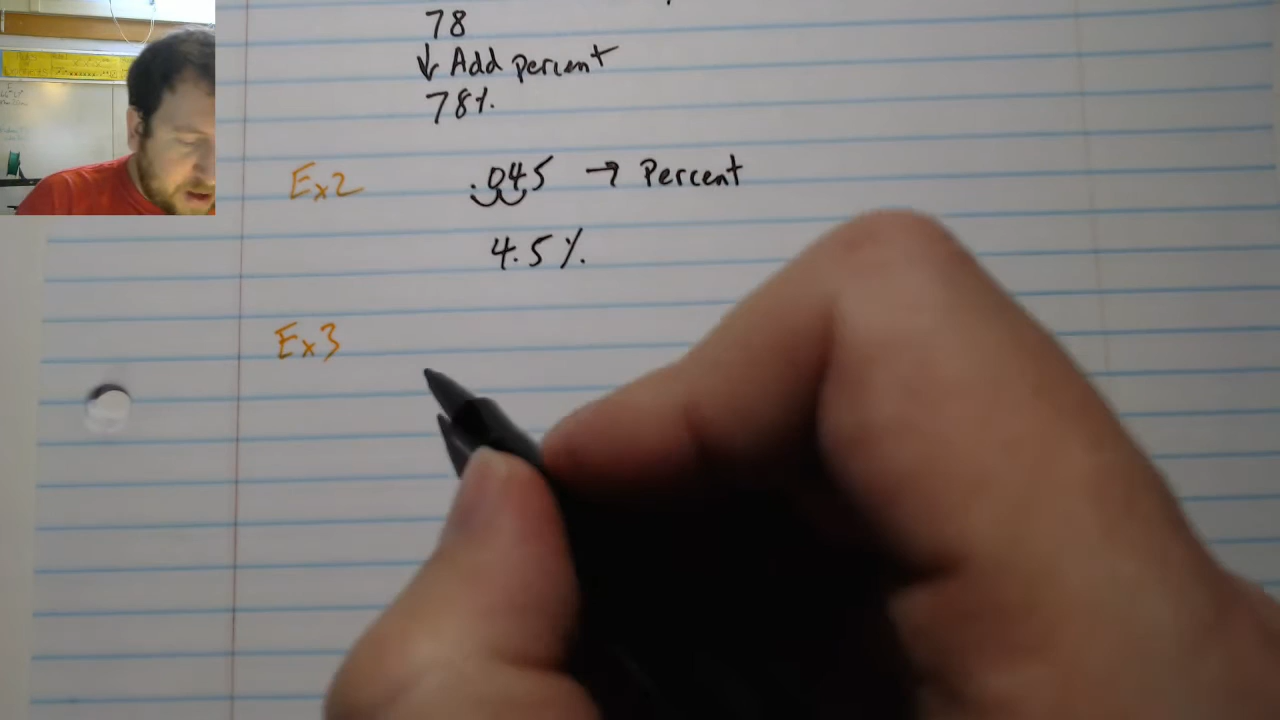 78
↓ Add percent
78%
Ex2 .045 → Percent
4.5%
Ex3